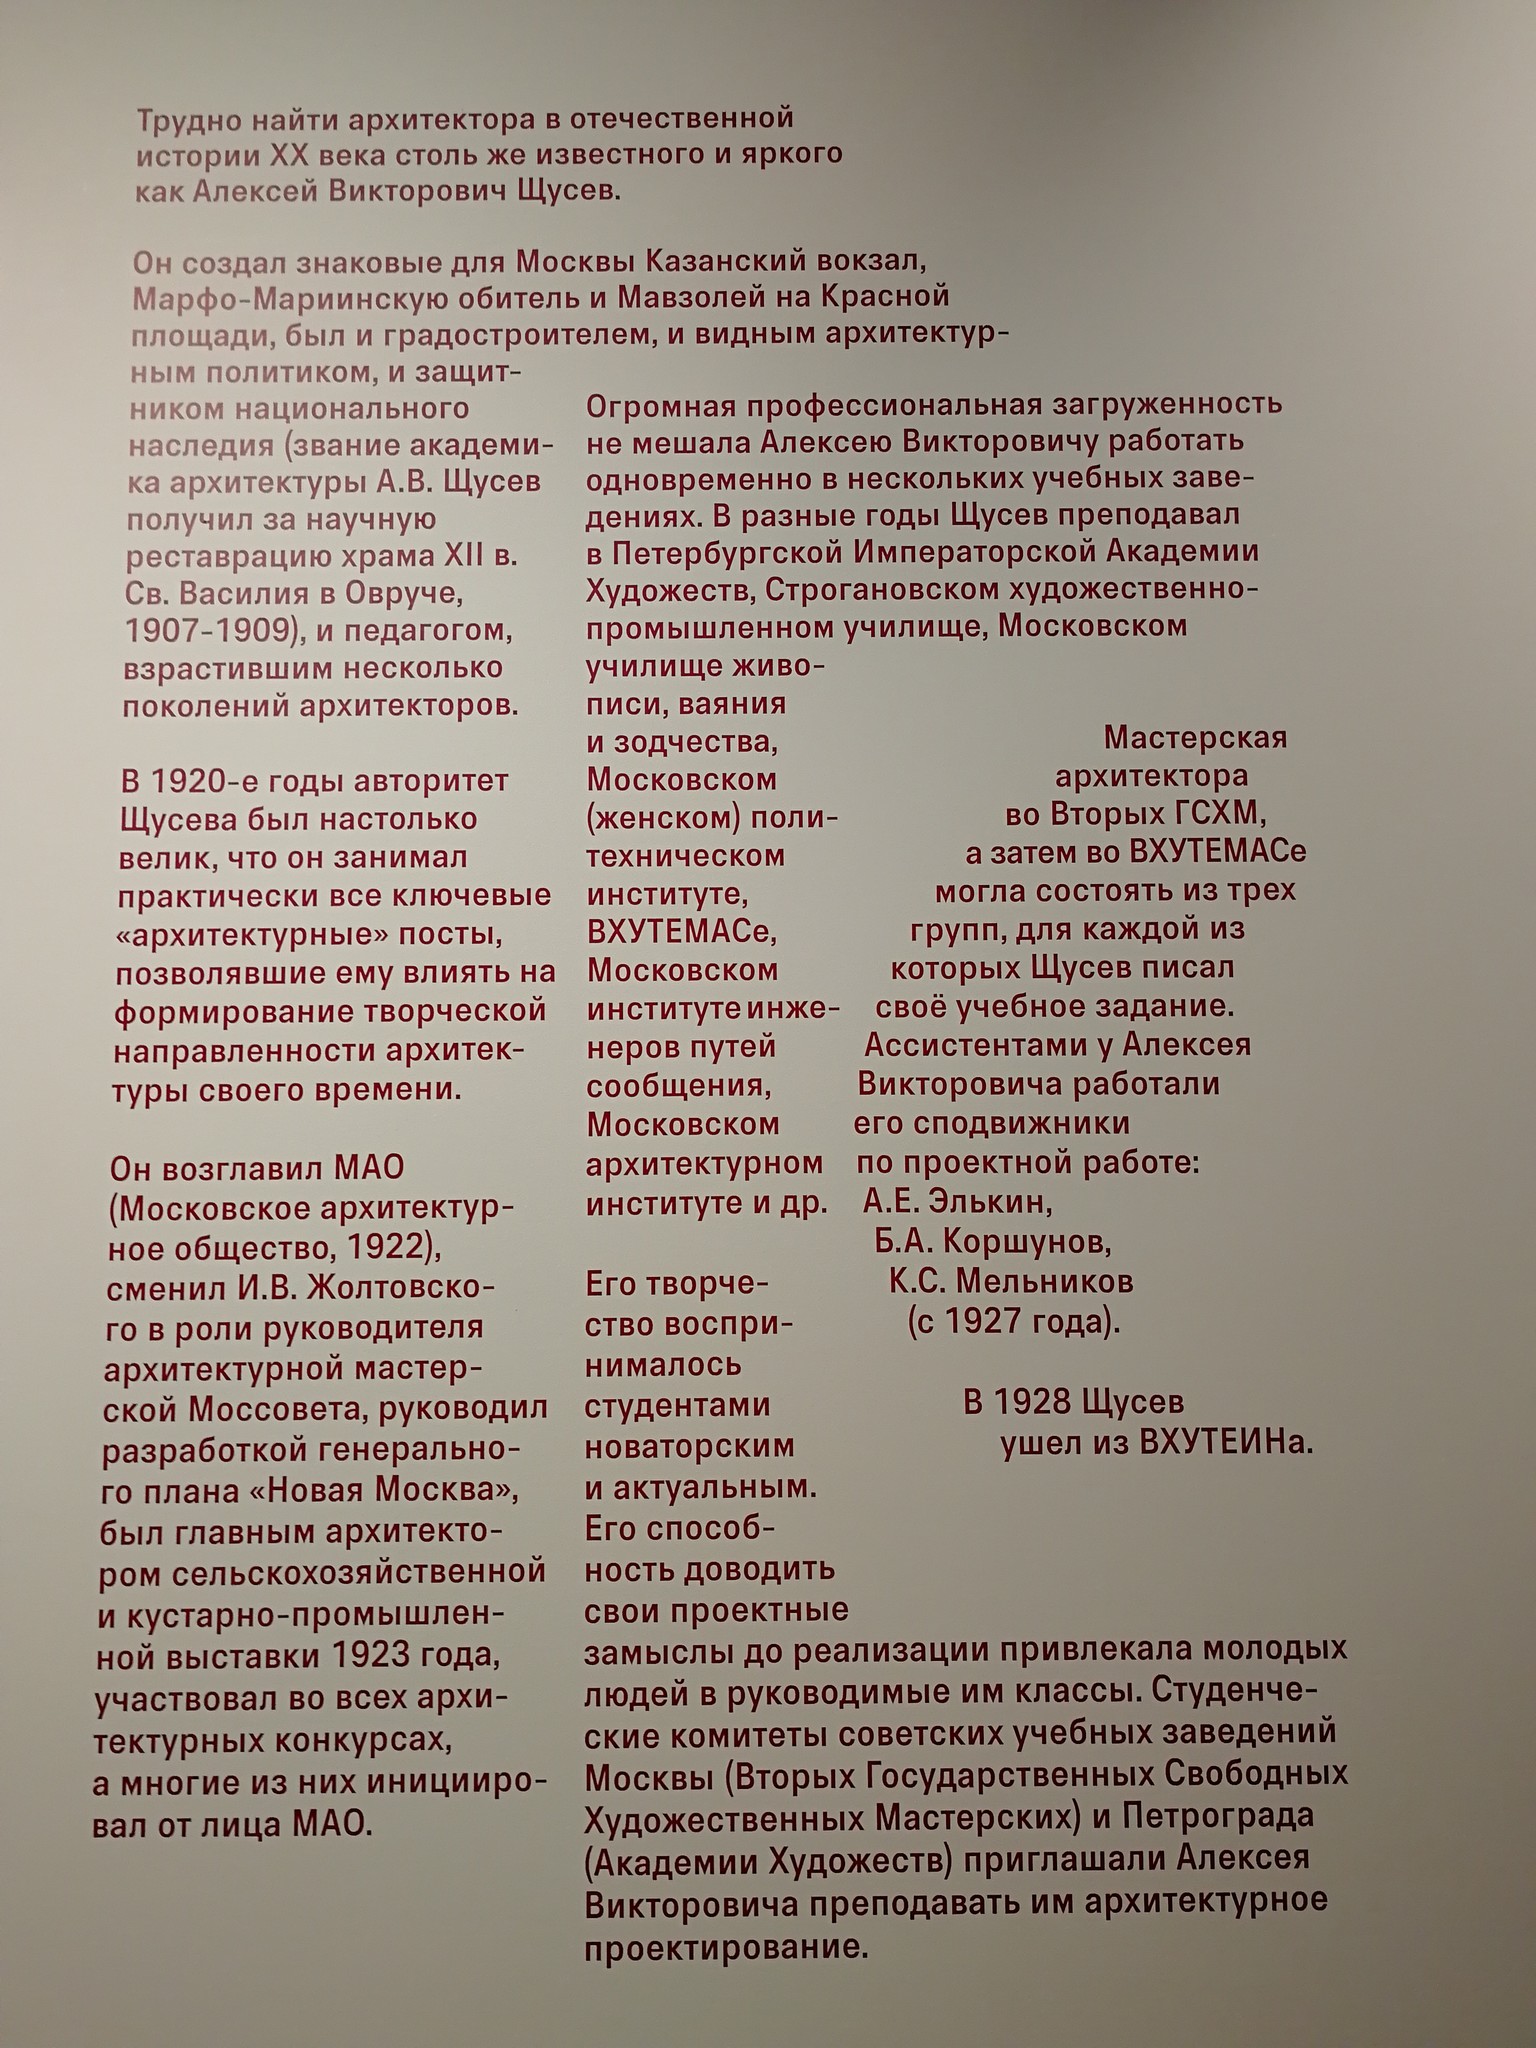 Трудно найти архитектора в отечественной
истории XX века столь же известного и яркого
как Алексей Викторович Щусев.
Он создал знаковые для Москвы Казанский вокзал,
Марфо-Мариинскую обитель и Мавзолей на Красной
площади, был и градостроителем, и видным архитектур-
ным политиком, и защит-
ником национального
наследия (звание академи-
ка архитектуры А.В. Щусев
получил за научную
реставрацию храма XII в.
Св. Василия в Овруче,
1907-1909), и педагогом,
взрастившим несколько
поколений архитекторов.
В 1920-е годы авторитет
Щусева был настолько
велик, что он занимал
практически все ключевые
«архитектурные» посты,
позволявшие ему влиять на
формирование творческой
направленности архитек-
туры своего времени.
Он возглавил МАО
(Московское архитектур-
ное общество, 1922),
сменил И.В. Жолтовско-
го в роли руководителя
архитектурной мастер-
ской Моссовета, руководил
разработкой генерально-
го плана «Новая Москва»,
был главным архитекто-
ром сельскохозяйственной
и кустарно-промышлен-
ной выставки 1923 года,
участвовал во всех архи-
тектурных конкурсах,
а многие из них иницииро-
вал от лица МАО.
Огромная профессиональная загруженность
не мешала Алексею Викторовичу работать
одновременно в нескольких учебных заве-
дениях. В разные годы Щусев преподавал
в Петербургской Императорской Академии
Художеств, Строгановском художественно-
промышленном училище, Московском
училище живо-
писи, ваяния
и зодчества,
Московском
(женском) поли-
техническом
институте,
ВХУТЕМАСе,
Московском
институте инже-
неров путей
сообщения,
Московском
архитектурном
институте и др.
Его творче-
ство воспри-
нималось
студентами
новаторским
и актуальным.
Его способ-
ность доводить
свои проектные
замыслы до реализации привлекала молодых
людей в руководимые им классы. Студенче-
ские комитеты советских учебных заведений
Москвы (Вторых Государственных Свободных
Художественных Мастерских) и Петрограда
(Академии Художеств) приглашали Алексея
Викторовича преподавать им архитектурное
проектирование.
Мастерская
архитектора
во Вторых ГСХМ,
а затем во ВХУТЕМАСе
могла состоять из трех
групп, для каждой из
которых Щусев писал
своё учебное задание.
Ассистентами у Алексея
Викторовича работали
его сподвижники
по проектной работе:
А.Е. Элькин,
Б.А. Коршунов,
К.С. Мельников
(с 1927 года).
В 1928 Щусев
ушел из ВХУТЕИНа.